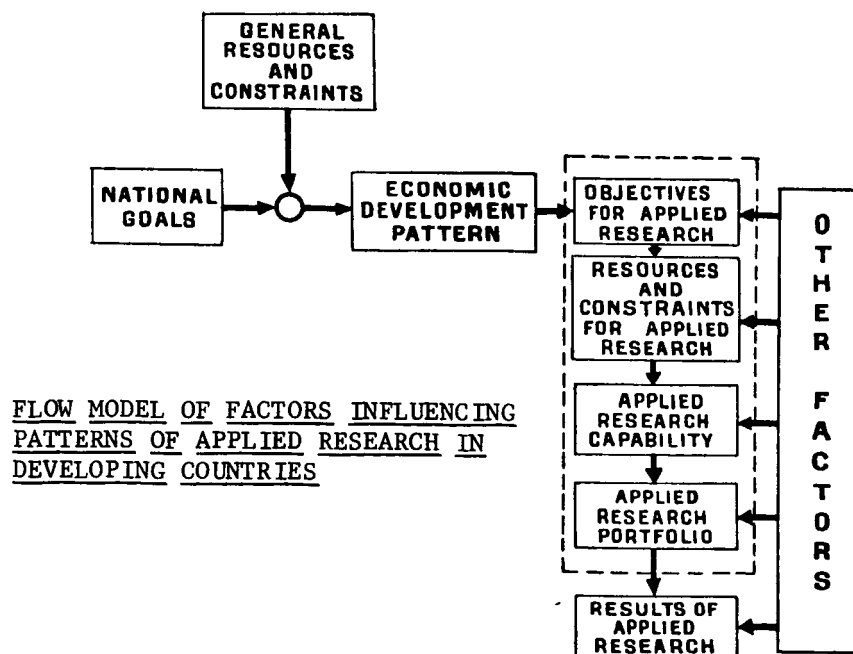 GENERAL
RESOURCES
AND
CONSTRAINTS
NATIONAL
GOALS
ECONOMIC
DEVELOPMENT
PATTERN
OBJECTIVES
FOR APPLIED
RESEARCH
RESOURCES
AND
CONSTRAINTS
FOR APPLIED
RESEARCH
APPLIED
RESEARCH
CAPABILITY
APPLIED
RESEARCH
PORTFOLIO
RESULTS OF
APPLIED
RESEARCH
OTHER FACTORS
FLOW MODEL OF FACTORS INFLUENCING
PATTERNS OF APPLIED RESEARCH IN
DEVELOPING COUNTRIES